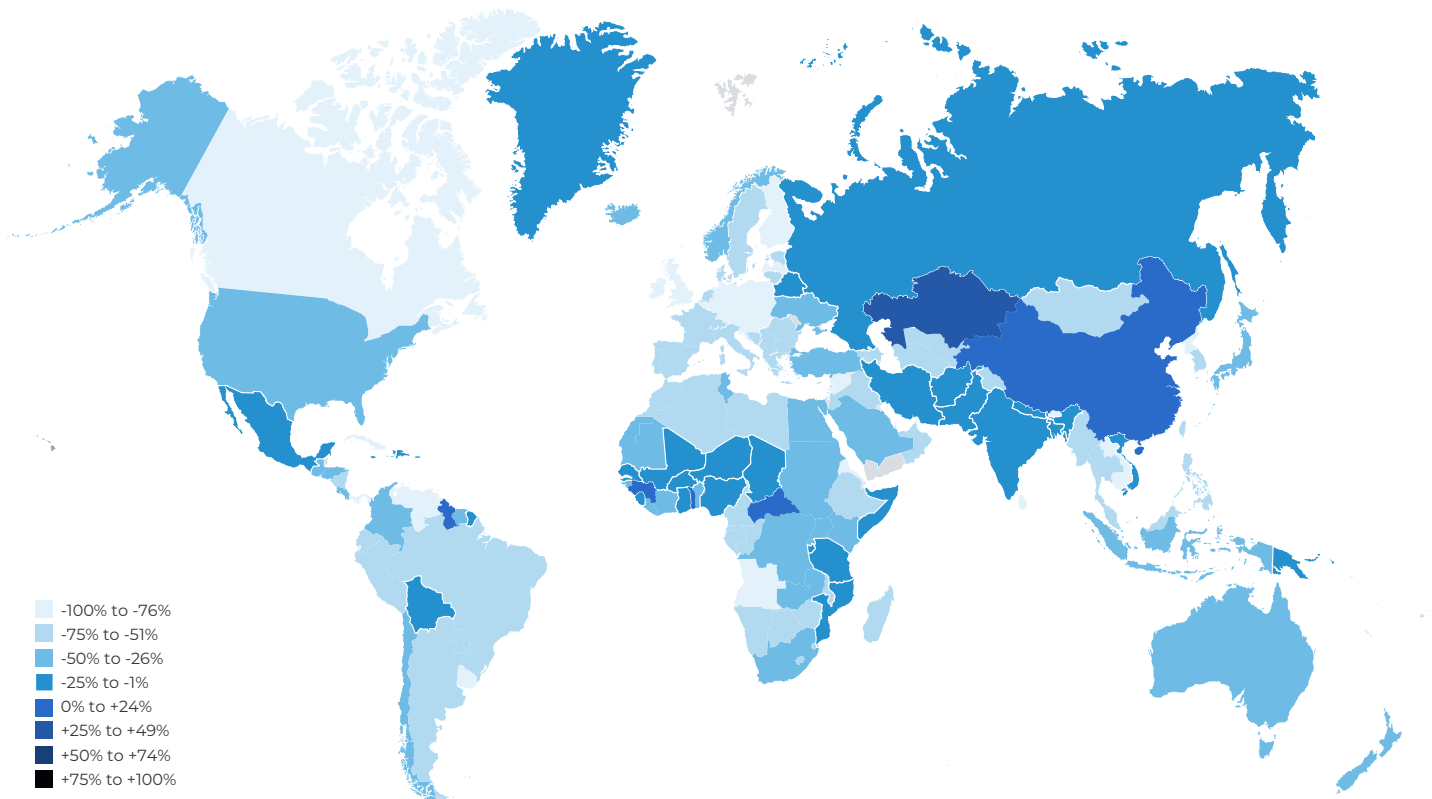 -100% to -76%
-75% to -51%
-50% to -26%
-25% to -1%
0% to +24%
+25% to +49%
+50% to +74%
+75% to +100%